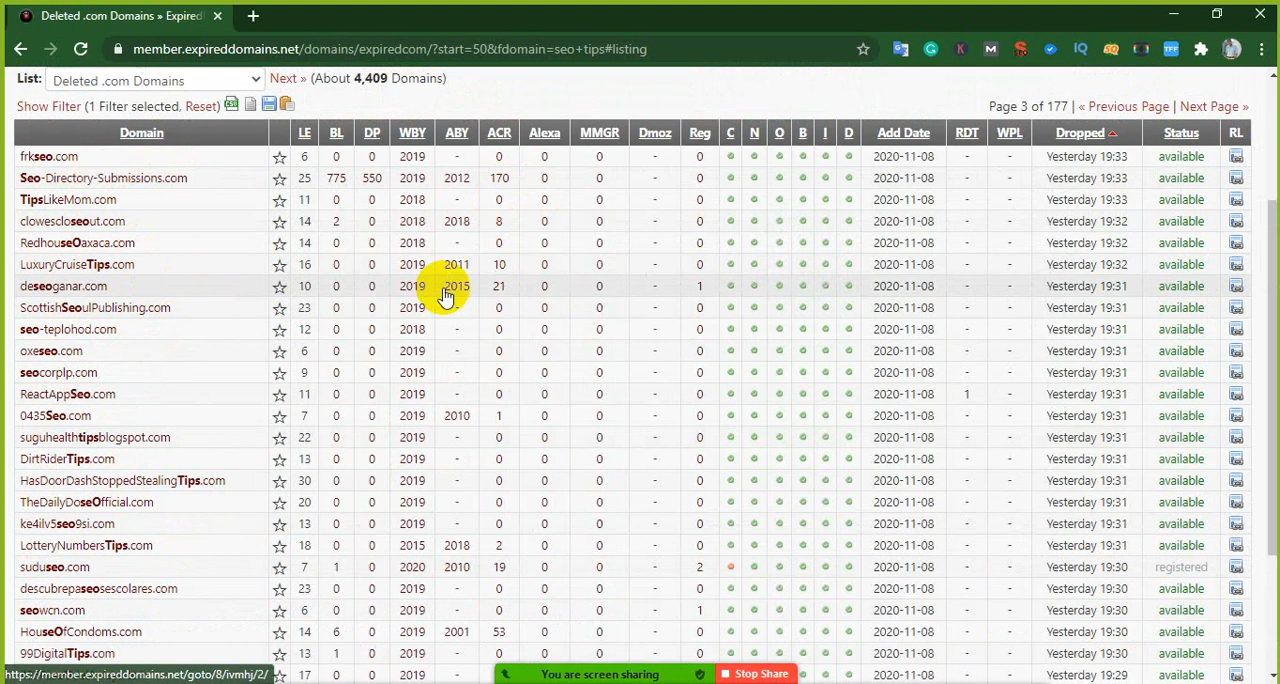 Deleted .com Domains » Expired
member.expireddomains.net/domains/expiredcom/?start=50&fdomain=seo+tips#listing
List: Deleted .com Domains Next » (About 4,409 Domains)
Show Filter (1 Filter selected, Reset) Page 3 of 177 | « Previous Page | Next Page »
Domain LE BL DP WBY ABY ACR Alexa MMGR Dmoz Reg C N O B I D Add Date RDT WPL Dropped Status RL
frkseo.com 6 0 0 2019 - 0 0 0 - 0 2020-11-08 - - Yesterday 19:33 available
Seo-Directory-Submissions.com 25 775 550 2019 2012 170 0 0 - 0 2020-11-08 - - Yesterday 19:33 available
TipsLikeMom.com 11 0 0 2018 - 0 0 0 - 0 2020-11-08 - - Yesterday 19:33 available
clowescloseout.com 14 2 0 2018 2018 8 0 0 - 0 2020-11-08 - - Yesterday 19:32 available
RedhouseOaxaca.com 14 0 0 2018 - 0 0 0 - 0 2020-11-08 - - Yesterday 19:32 available
LuxuryCruiseTips.com 16 0 0 2019 2011 10 0 0 - 0 2020-11-08 - - Yesterday 19:32 available
deseoganar.com 10 0 0 2019 2015 21 0 0 - 1 2020-11-08 - - Yesterday 19:31 available
ScottishSeoulPublishing.com 23 0 0 2019 - 0 0 0 - 0 2020-11-08 - - Yesterday 19:31 available
seo-teplohod.com 12 0 0 2018 - 0 0 0 - 0 2020-11-08 - - Yesterday 19:31 available
oxeseo.com 6 0 0 2019 - 0 0 0 - 0 2020-11-08 - - Yesterday 19:31 available
seocorplp.com 9 0 0 2019 - 0 0 0 - 0 2020-11-08 - - Yesterday 19:31 available
ReactAppSeo.com 11 0 0 2019 - 0 0 0 - 0 2020-11-08 1 - Yesterday 19:31 available
0435Seo.com 7 0 0 2019 2010 1 0 0 - 0 2020-11-08 - - Yesterday 19:31 available
suguhealthtipsblogspot.com 22 0 0 2019 - 0 0 0 - 0 2020-11-08 - - Yesterday 19:31 available
DirtRiderTips.com 13 0 0 2019 - 0 0 0 - 0 2020-11-08 - - Yesterday 19:31 available
HasDoorDashStoppedStealingTips.com 30 0 0 2019 - 0 0 0 - 0 2020-11-08 - - Yesterday 19:31 available
TheDailyDoseOfficial.com 20 0 0 2019 - 0 0 0 - 0 2020-11-08 - - Yesterday 19:31 available
ke4ilv5seo9si.com 13 0 0 2019 - 0 0 0 - 0 2020-11-08 - - Yesterday 19:31 available
LotteryNumbersTips.com 18 0 0 2015 2018 2 0 0 - 0 2020-11-08 - - Yesterday 19:31 available
suduseo.com 7 1 0 2020 2010 19 0 0 - 2 2020-11-08 - - Yesterday 19:30 registered
descubrepaseosescolares.com 23 0 0 2019 - 0 0 0 - 0 2020-11-08 - - Yesterday 19:30 available
seowcn.com 6 0 0 2019 - 0 0 0 - 1 2020-11-08 - - Yesterday 19:30 available
HouseOfCondoms.com 14 6 0 2019 2001 53 0 0 - 0 2020-11-08 - - Yesterday 19:30 available
99DigitalTips.com 13 1 0 2019 - 0 0 0 - 0 2020-11-08 - - Yesterday 19:30 available
https://member.expireddomains.net/goto/8/ivmhj/2/ 17 You are screen sharing Stop Share 2020-11-08 - - Yesterday 19:30 available